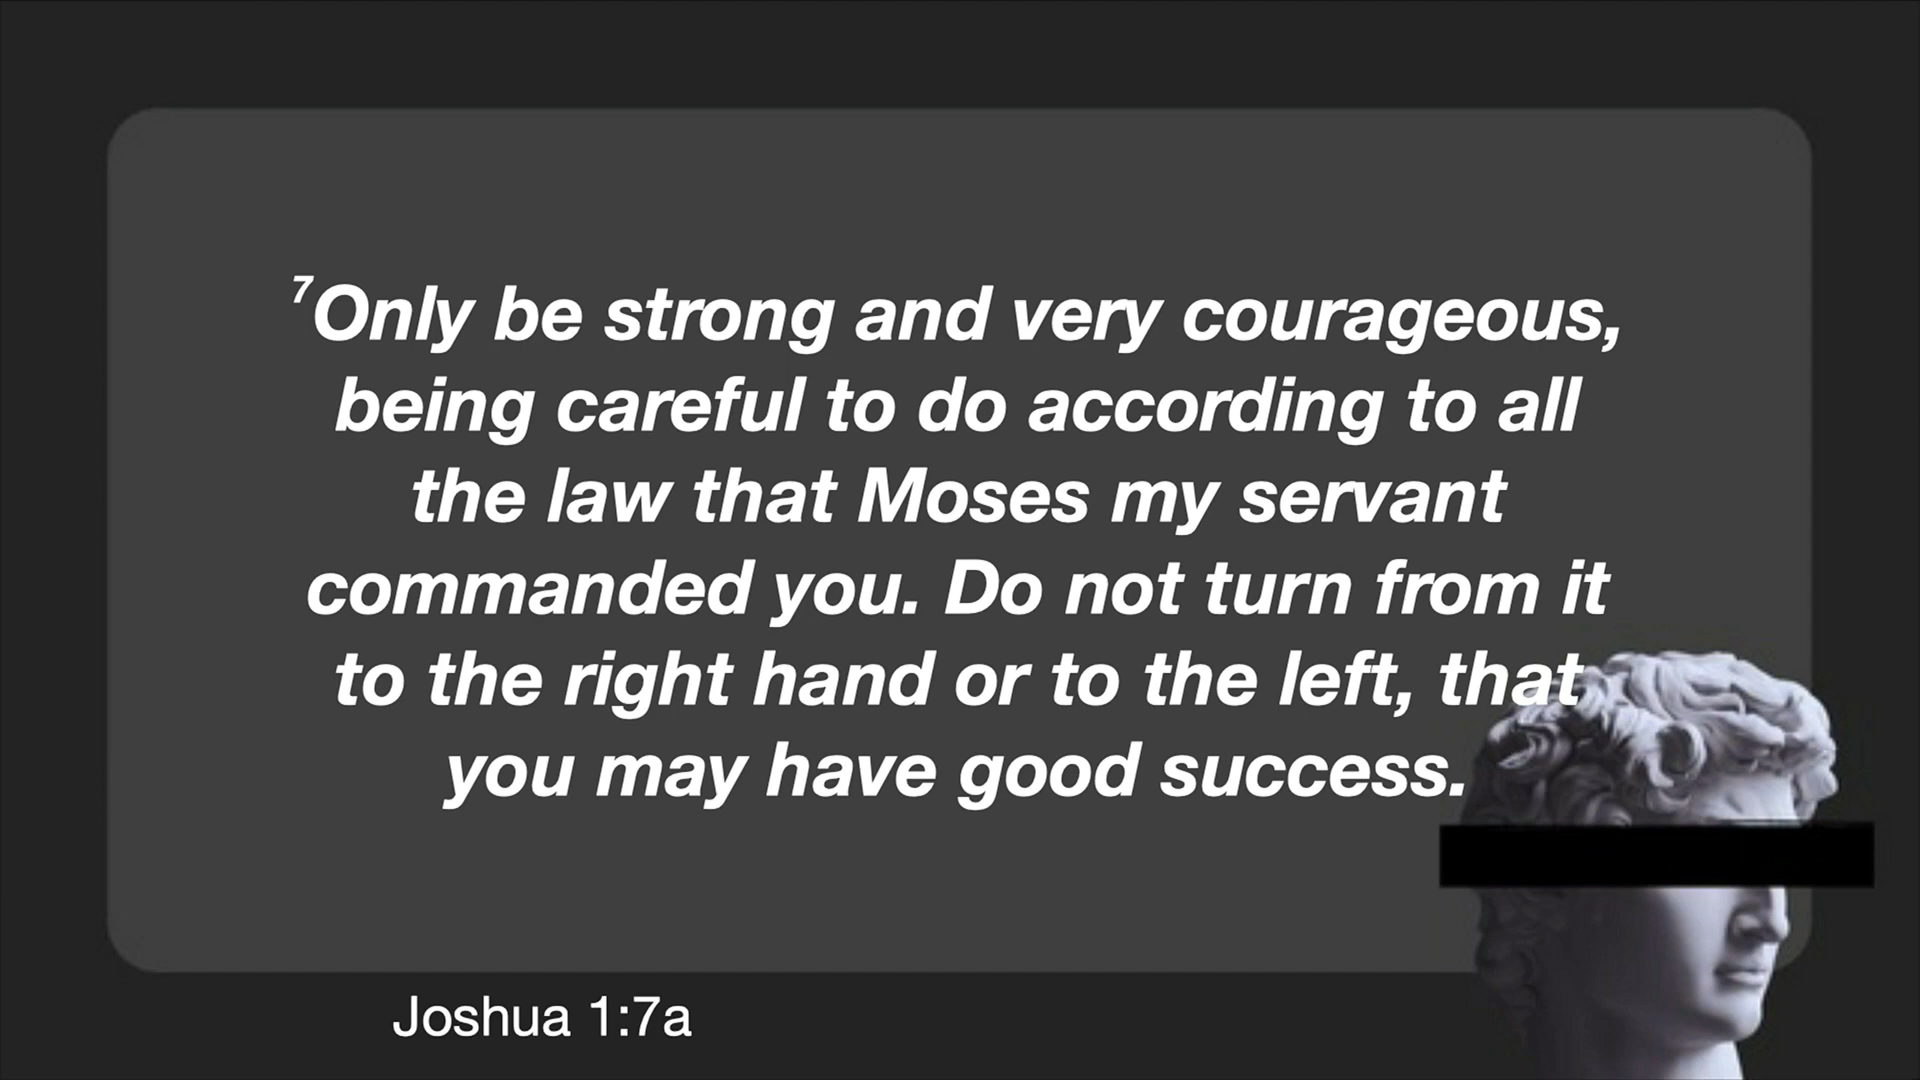 7Only be strong and very courageous,
being careful to do according to all
the law that Moses my servant
commanded you. Do not turn from it
to the right hand or to the left, that
you may have good success.
Joshua 1:7a